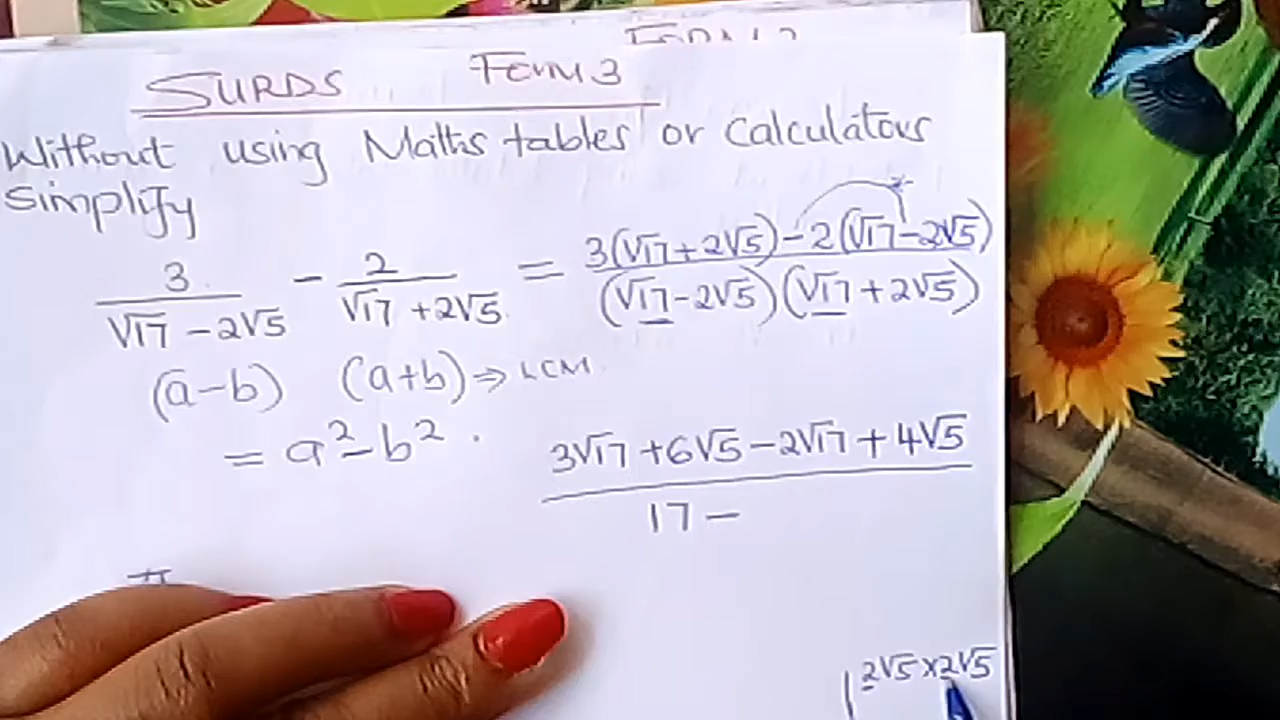 SURDS Form 3
Without using Maths tables or Calculators
Simplify
3/(√17 - 2√5) - 2/(√17 + 2√5) = (3(√17 + 2√5) - 2(√17 - 2√5))/((√17 - 2√5)(√17 + 2√5))
(a-b) (a+b) ⇒ LCM
= a² - b².
(3√17 + 6√5 - 2√17 + 4√5)/(17 -
2√5 × 2√5